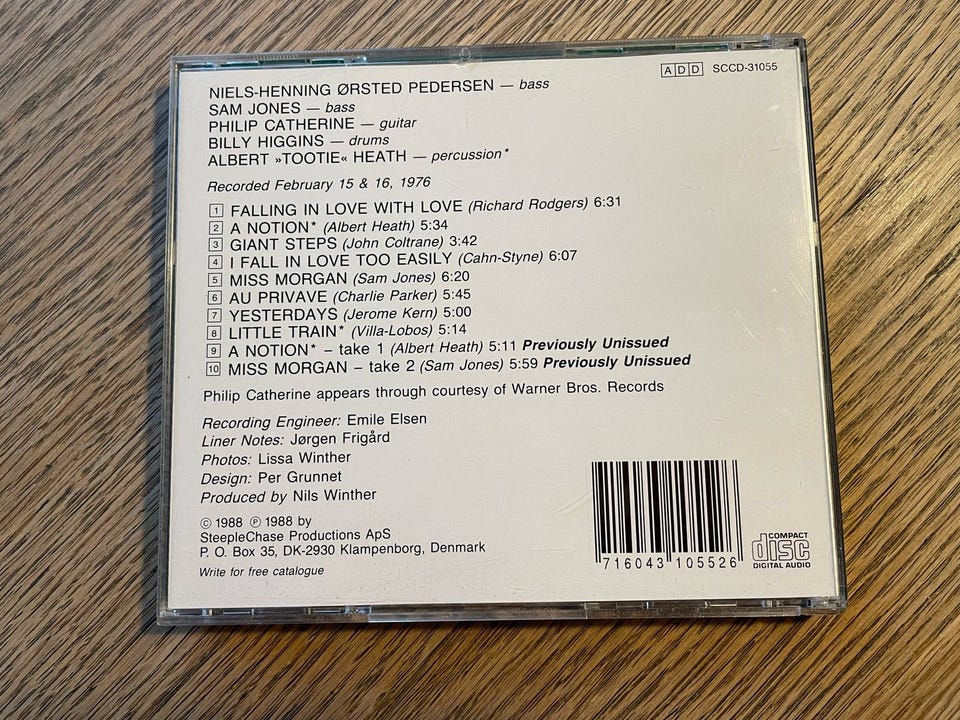 ADD SCCD-31055
NIELS-HENNING ØRSTED PEDERSEN — bass
SAM JONES — bass
PHILIP CATHERINE — guitar
BILLY HIGGINS — drums
ALBERT »TOOTIE« HEATH — percussion*
Recorded February 15 & 16, 1976
1 FALLING IN LOVE WITH LOVE (Richard Rodgers) 6:31
2 A NOTION* (Albert Heath) 5:34
3 GIANT STEPS (John Coltrane) 3:42
4 I FALL IN LOVE TOO EASILY (Cahn-Styne) 6:07
5 MISS MORGAN (Sam Jones) 6:20
6 AU PRIVAVE (Charlie Parker) 5:45
7 YESTERDAYS (Jerome Kern) 5:00
8 LITTLE TRAIN* (Villa-Lobos) 5:14
9 A NOTION* – take 1 (Albert Heath) 5:11 Previously Unissued
10 MISS MORGAN – take 2 (Sam Jones) 5:59 Previously Unissued
Philip Catherine appears through courtesy of Warner Bros. Records
Recording Engineer: Emile Elsen
Liner Notes: Jørgen Frigård
Photos: Lissa Winther
Design: Per Grunnet
Produced by Nils Winther
© 1988 ℗ 1988 by
SteepleChase Productions ApS
P. O. Box 35, DK-2930 Klampenborg, Denmark
Write for free catalogue
716043 105526
COMPACT
disc
DIGITAL AUDIO